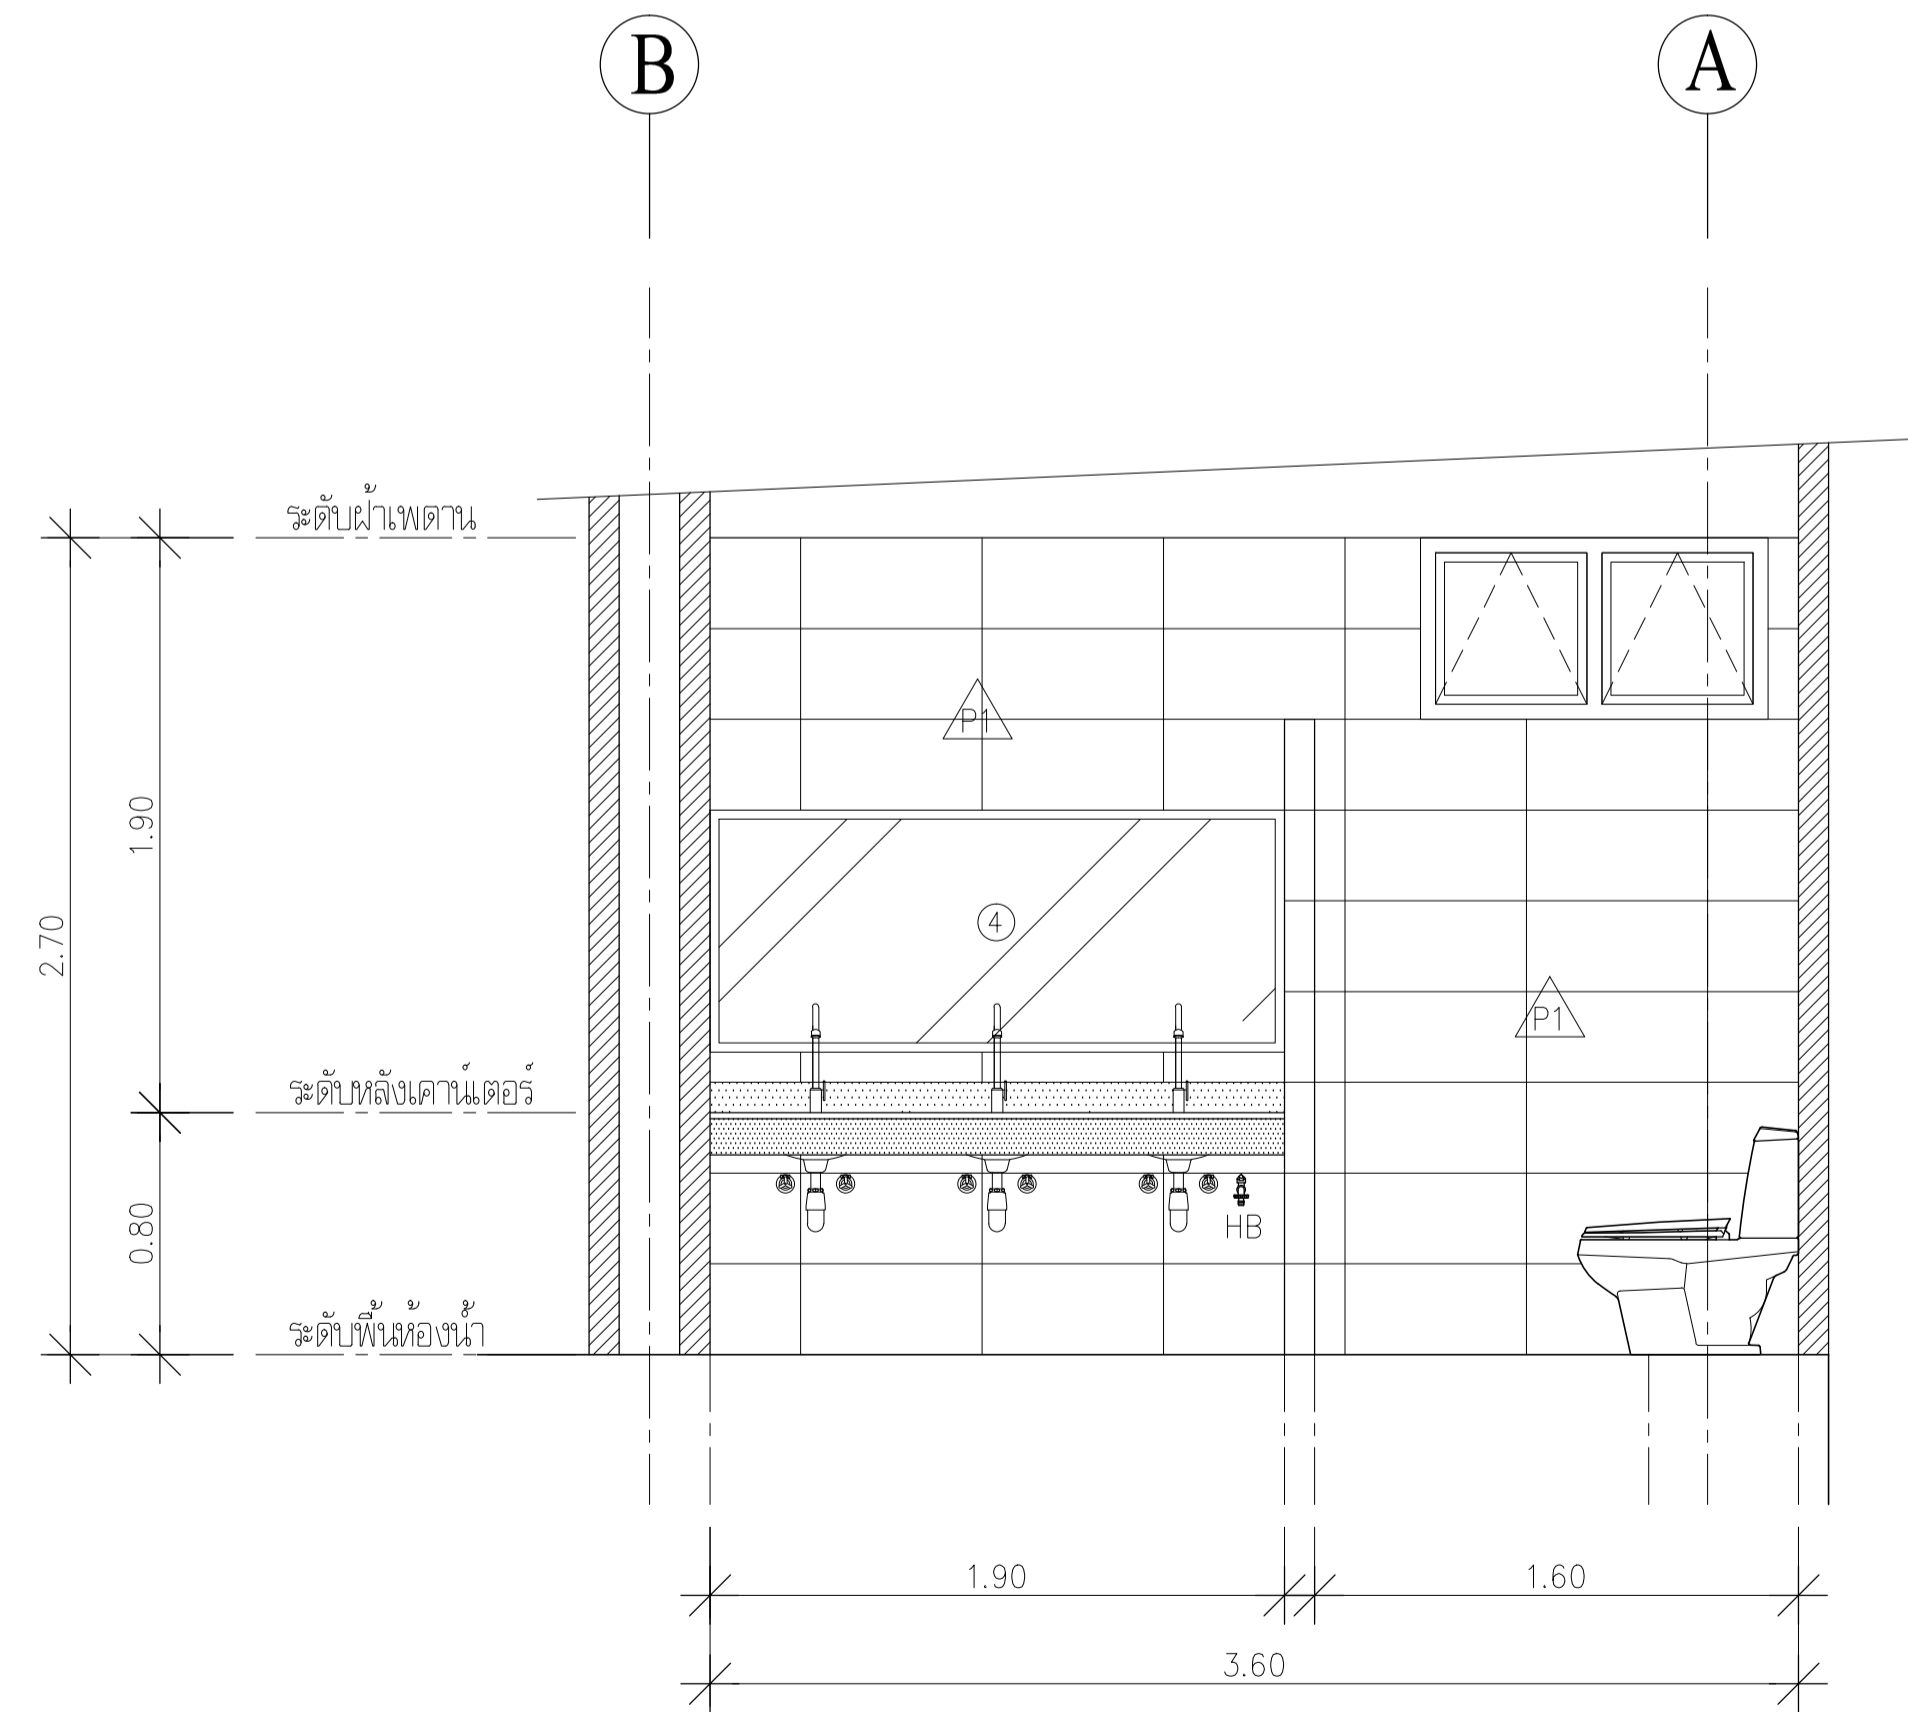 B
A
ระดับฝ้าเพดาน
P1
1.90
2.70
4
P1
ระดับหลังเคาน์เตอร์
0.80
HB
ระดับพื้นห้องน้ำ
1.90
1.60
3.60